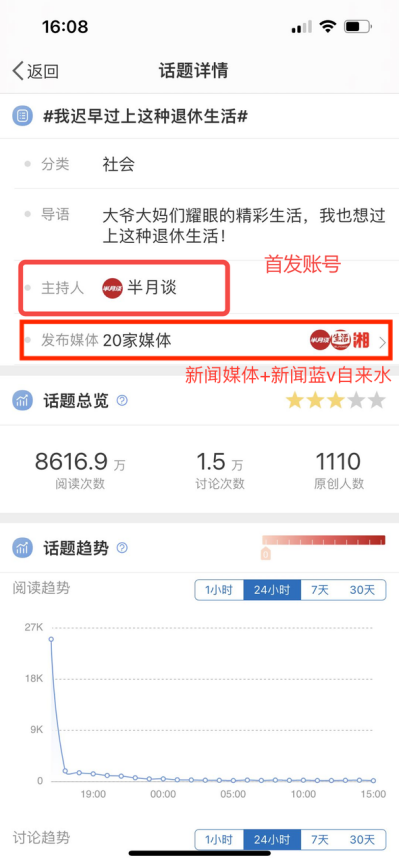 16:08
返回
话题详情
#我迟早过上这种退休生活#
分类 社会
导语 大爷大妈们耀眼的精彩生活，我也想过
上这种退休生活！
首发账号
主持人 半月谈 半月谈
发布媒体 20家媒体 半月谈 湘
新闻媒体+新闻蓝v自来水
话题总览
8616.9 万 1.5 万 1110
阅读次数 讨论次数 原创人数
话题趋势
阅读趋势 1小时 24小时 7天 30天
27K
18K
9K
0
19:00 00:00 05:00 10:00 15:00
讨论趋势 1小时 24小时 7天 30天